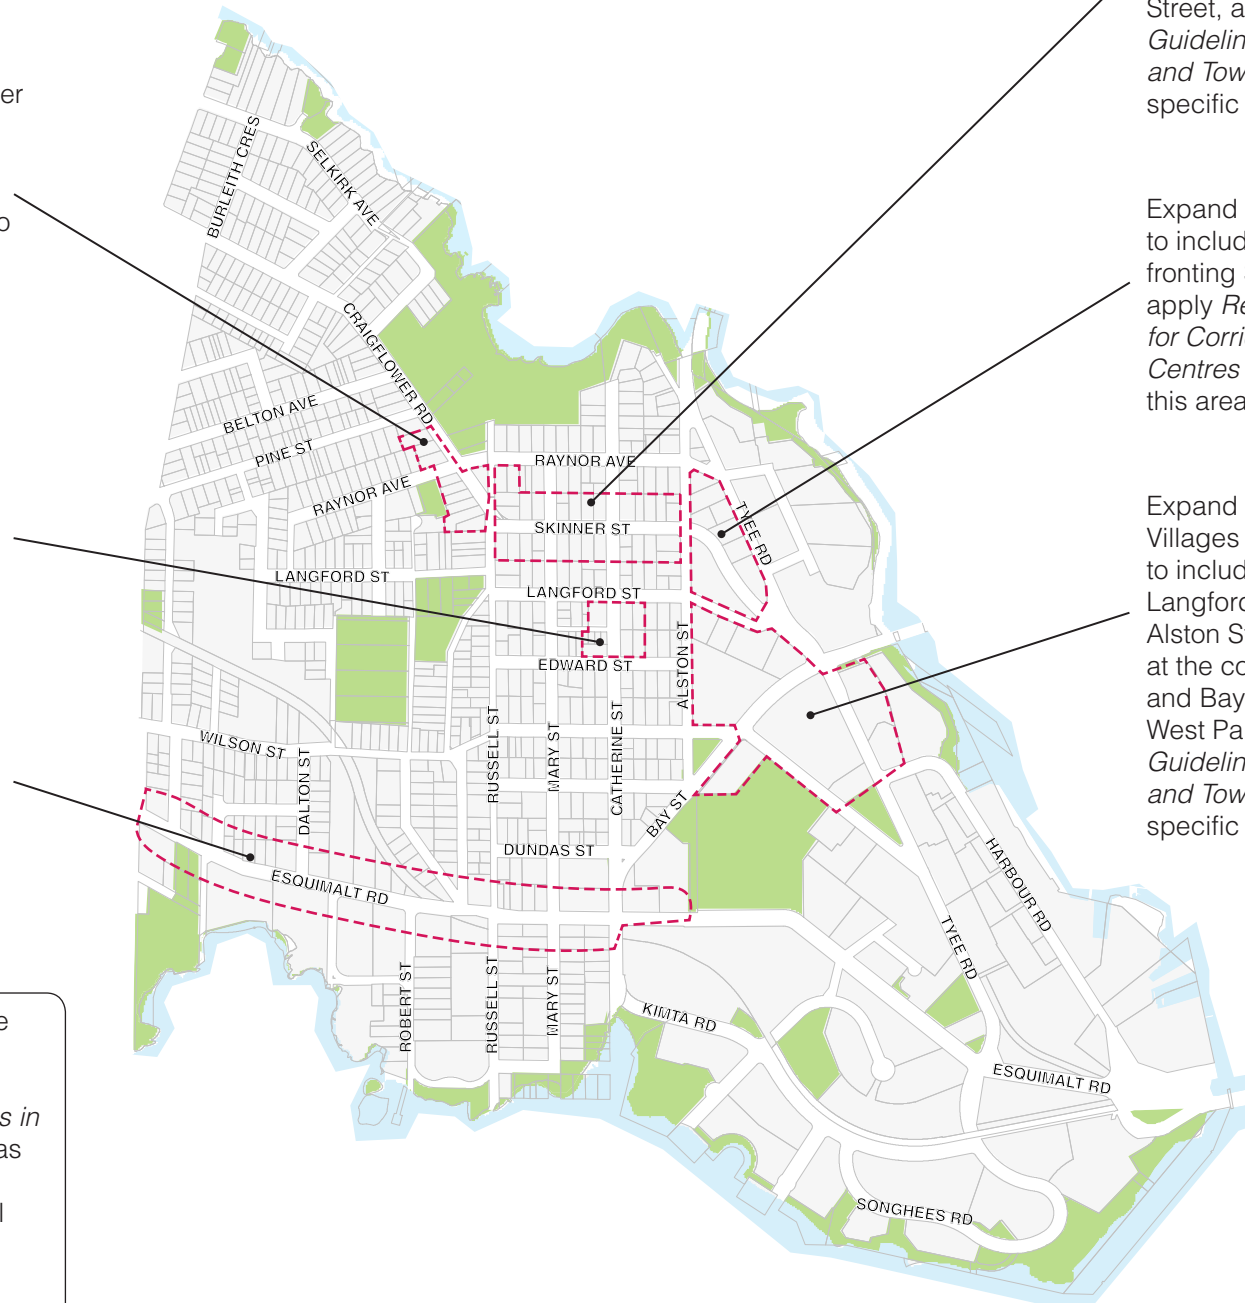 er
o
e
s in
as
l
BURLEITH CRES
SELKIRK AVE
CRAIGFLOWER RD
BELTON AVE
PINE ST
RAYNOR AVE
RAYNOR AVE
SKINNER ST
TYEE RD
LANGFORD ST
LANGFORD ST
EDWARD ST
ALSTON ST
WILSON ST
DALTON ST
RUSSELL ST
MARY ST
CATHERINE ST
BAY ST
DUNDAS ST
ESQUIMALT RD
HARBOUR RD
TYEE RD
ROBERT ST
RUSSELL ST
MARY ST
KIMTA RD
ESQUIMALT RD
SONGHEES RD
Street, a
Guidelin
and Tow
specific
Expand
to includ
fronting
apply Re
for Corri
Centres
this area
Expand
Villages
to includ
Langford
Alston S
at the co
and Bay
West Pa
Guidelin
and Tow
specific